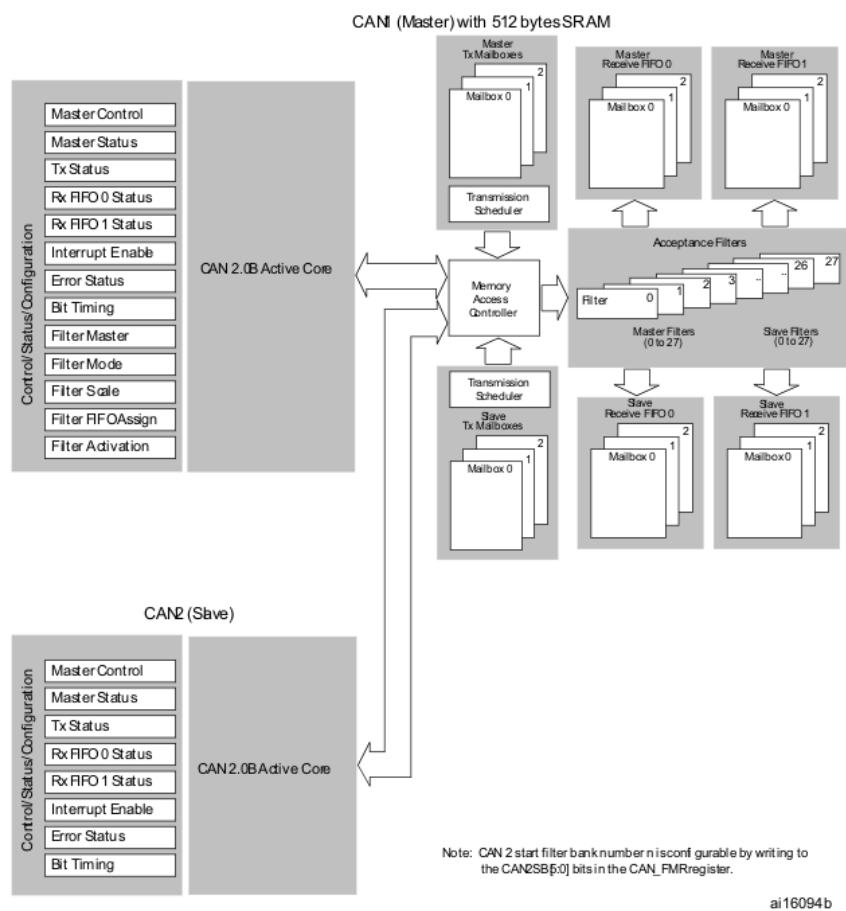 CAN1 (Master) with 512 bytes SRAM
Control/Status/Configuration
Master Control
Master Status
Tx Status
Rx FIFO 0 Status
Rx FIFO 1 Status
Interrupt Enable
Error Status
Bit Timing
Filter Master
Filter Mode
Filter Scale
Filter FIFO Assign
Filter Activation
CAN 2.0B Active Core
Master
Tx Mailboxes
2
1
Mailbox 0
Transmission
Scheduler
Master
Receive FIFO 0
2
1
Mailbox 0
Master
Receive FIFO 1
2
1
Mailbox 0
Memory
Access
Controller
Acceptance Filters
Filter 0 1 2 3 .. .. 26 27
Master Filters
(0 to 27)
Slave Filters
(0 to 27)
Transmission
Scheduler
Slave
Tx Mailboxes
2
1
Mailbox 0
Slave
Receive FIFO 0
2
1
Mailbox 0
Slave
Receive FIFO 1
2
1
Mailbox 0
CAN2 (Slave)
Control/Status/Configuration
Master Control
Master Status
Tx Status
Rx FIFO 0 Status
Rx FIFO 1 Status
Interrupt Enable
Error Status
Bit Timing
CAN 2.0B Active Core
Note: CAN 2 start filter bank number n is configurable by writing to
the CAN2SB[5:0] bits in the CAN_FMR register.
ai16094b